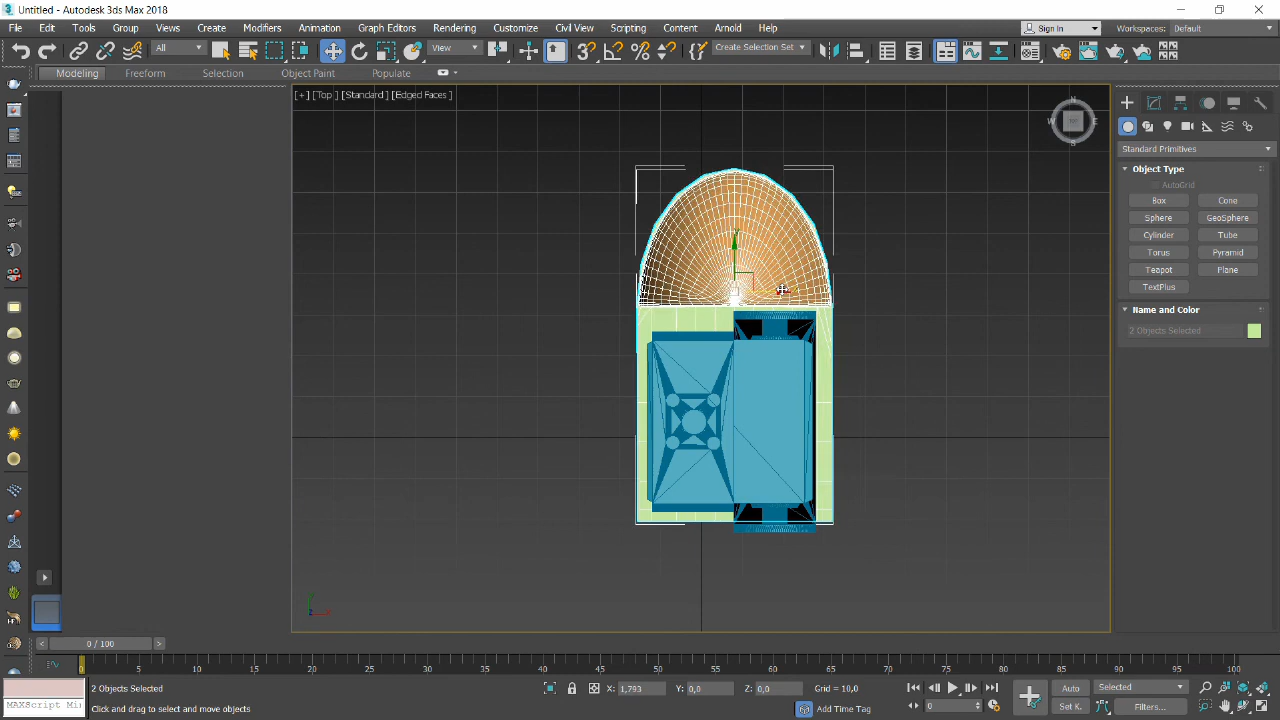 Untitled - Autodesk 3ds Max 2018
File Edit Tools Group Views Create Modifiers Animation Graph Editors Rendering Customize Civil View Scripting Content Arnold Help Sign In Workspaces: Default
All View Create Selection Set
Modeling Freeform Selection Object Paint Populate
[+] [Top ] [Standard ] [Edged Faces ]
N
W E
S
Standard Primitives
Object Type
AutoGrid
Box Cone
Sphere GeoSphere
Cylinder Tube
Torus Pyramid
Teapot Plane
TextPlus
Name and Color
2 Objects Selected
0 / 100
0 5 10 15 20 25 30 35 40 45 50 55 60 65 70 75 80 85 90 95 100
2 Objects Selected X: 1,793 Y: 0,0 Z: 0,0 Grid = 10,0 Auto Selected
MAXScript Mi Click and drag to select and move objects Add Time Tag 0 Set K. Filters...